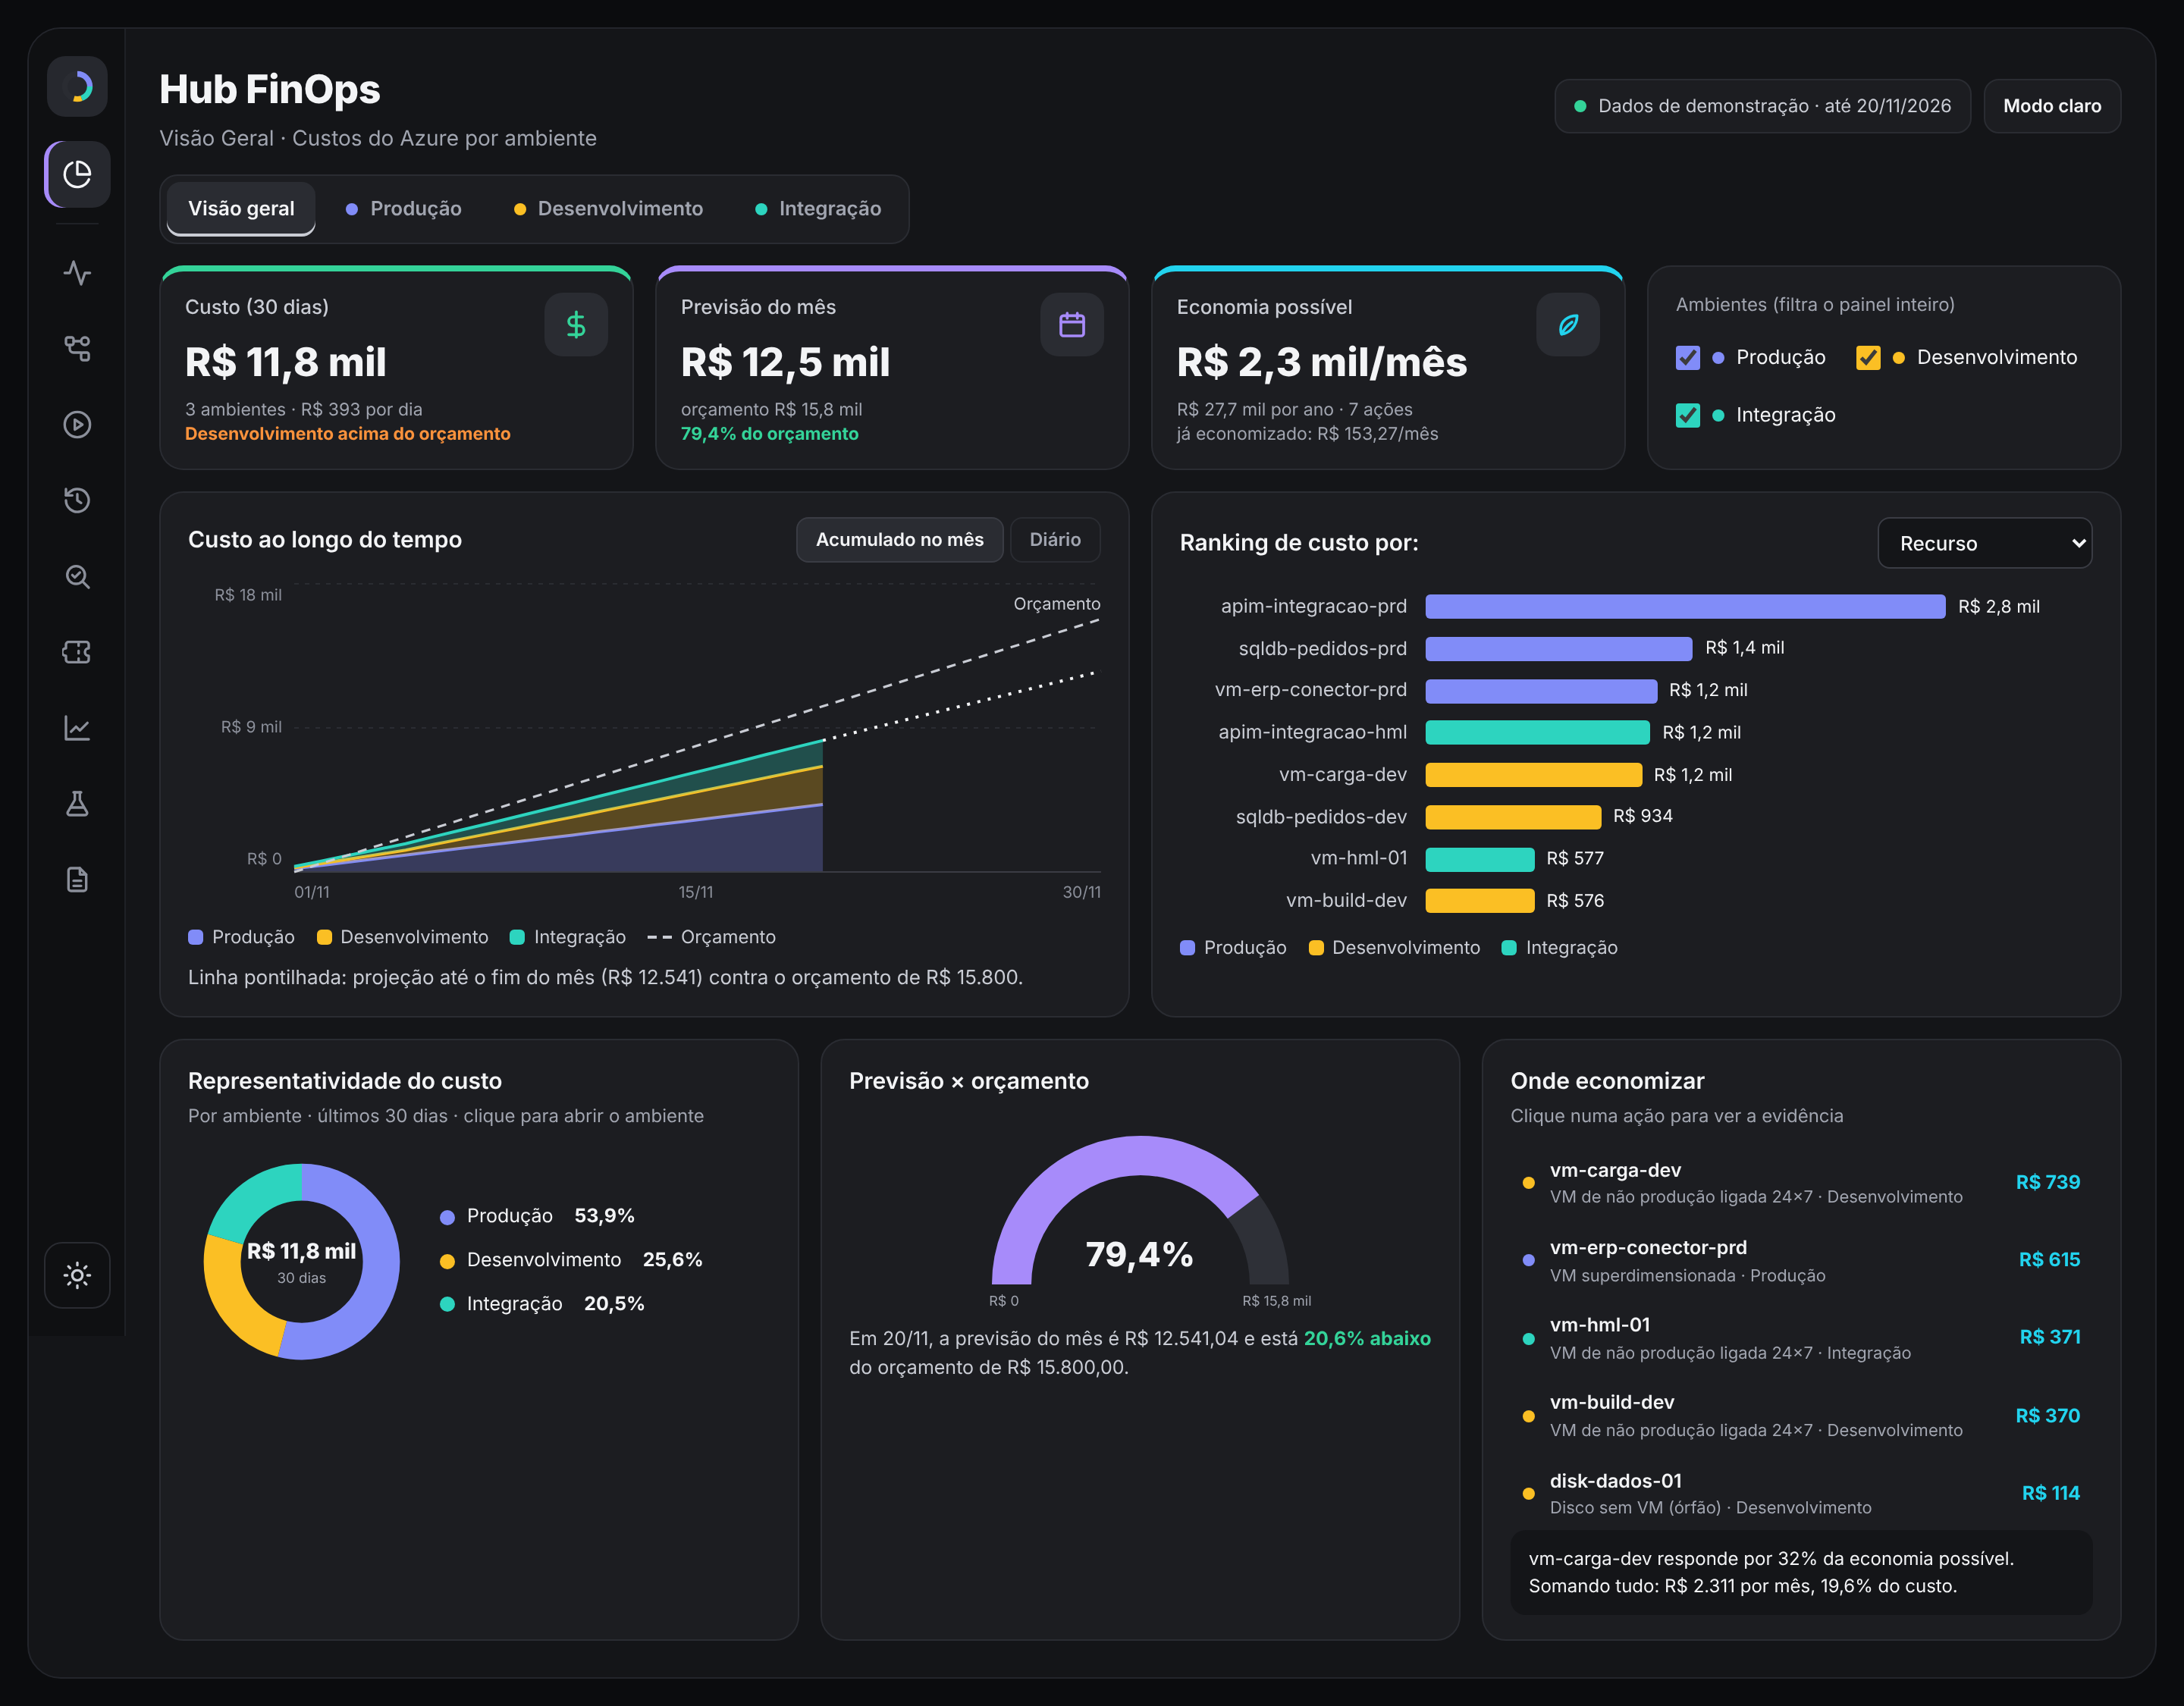 Hub FinOps
Visão Geral · Custos do Azure por ambiente
Dados de demonstração · até 20/11/2026
Modo claro
Visão geral
Produção
Desenvolvimento
Integração
Custo (30 dias)
R$ 11,8 mil
3 ambientes · R$ 393 por dia
Desenvolvimento acima do orçamento
Previsão do mês
R$ 12,5 mil
orçamento R$ 15,8 mil
79,4% do orçamento
Economia possível
R$ 2,3 mil/mês
R$ 27,7 mil por ano · 7 ações
já economizado: R$ 153,27/mês
Ambientes (filtra o painel inteiro)
Produção
Desenvolvimento
Integração
Custo ao longo do tempo
Acumulado no mês
Diário
R$ 18 mil
Orçamento
R$ 9 mil
R$ 0
01/11
15/11
30/11
Produção
Desenvolvimento
Integração
Orçamento
Linha pontilhada: projeção até o fim do mês (R$ 12.541) contra o orçamento de R$ 15.800.
Ranking de custo por:
Recurso
apim-integracao-prd
R$ 2,8 mil
sqldb-pedidos-prd
R$ 1,4 mil
vm-erp-conector-prd
R$ 1,2 mil
apim-integracao-hml
R$ 1,2 mil
vm-carga-dev
R$ 1,2 mil
sqldb-pedidos-dev
R$ 934
vm-hml-01
R$ 577
vm-build-dev
R$ 576
Produção
Desenvolvimento
Integração
Representatividade do custo
Por ambiente · últimos 30 dias · clique para abrir o ambiente
R$ 11,8 mil
30 dias
Produção 53,9%
Desenvolvimento 25,6%
Integração 20,5%
Previsão × orçamento
79,4%
R$ 0
R$ 15,8 mil
Em 20/11, a previsão do mês é R$ 12.541,04 e está 20,6% abaixo
do orçamento de R$ 15.800,00.
Onde economizar
Clique numa ação para ver a evidência
vm-carga-dev
VM de não produção ligada 24×7 · Desenvolvimento
R$ 739
vm-erp-conector-prd
VM superdimensionada · Produção
R$ 615
vm-hml-01
VM de não produção ligada 24×7 · Integração
R$ 371
vm-build-dev
VM de não produção ligada 24×7 · Desenvolvimento
R$ 370
disk-dados-01
Disco sem VM (órfão) · Desenvolvimento
R$ 114
vm-carga-dev responde por 32% da economia possível.
Somando tudo: R$ 2.311 por mês, 19,6% do custo.